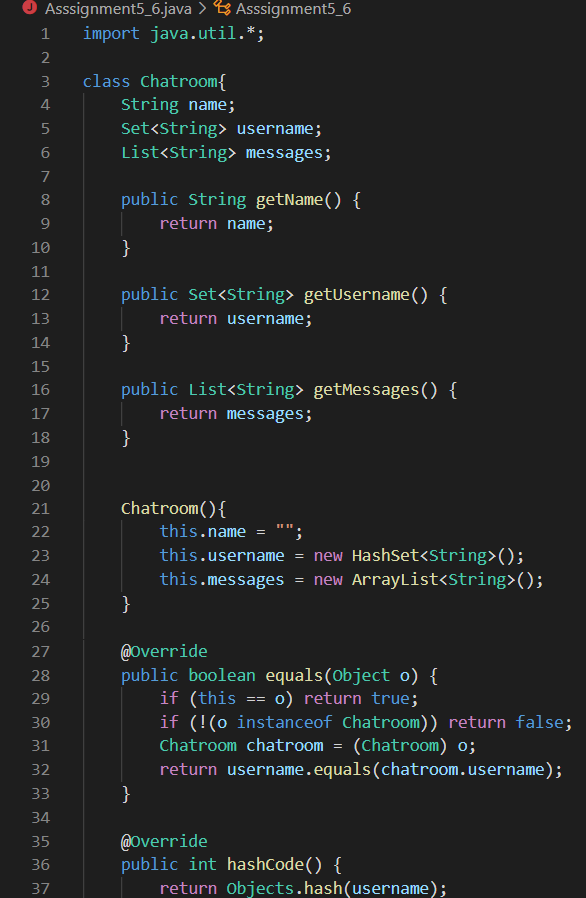 Asssignment5_6.java > Asssignment5_6
1 import java.util.*;
2
3 class Chatroom{
4 String name;
5 Set<String> username;
6 List<String> messages;
7
8 public String getName() {
9 return name;
10 }
11
12 public Set<String> getUsername() {
13 return username;
14 }
15
16 public List<String> getMessages() {
17 return messages;
18 }
19
20
21 Chatroom(){
22 this.name = "";
23 this.username = new HashSet<String>();
24 this.messages = new ArrayList<String>();
25 }
26
27 @Override
28 public boolean equals(Object o) {
29 if (this == o) return true;
30 if (!(o instanceof Chatroom)) return false;
31 Chatroom chatroom = (Chatroom) o;
32 return username.equals(chatroom.username);
33 }
34
35 @Override
36 public int hashCode() {
37 return Objects.hash(username);